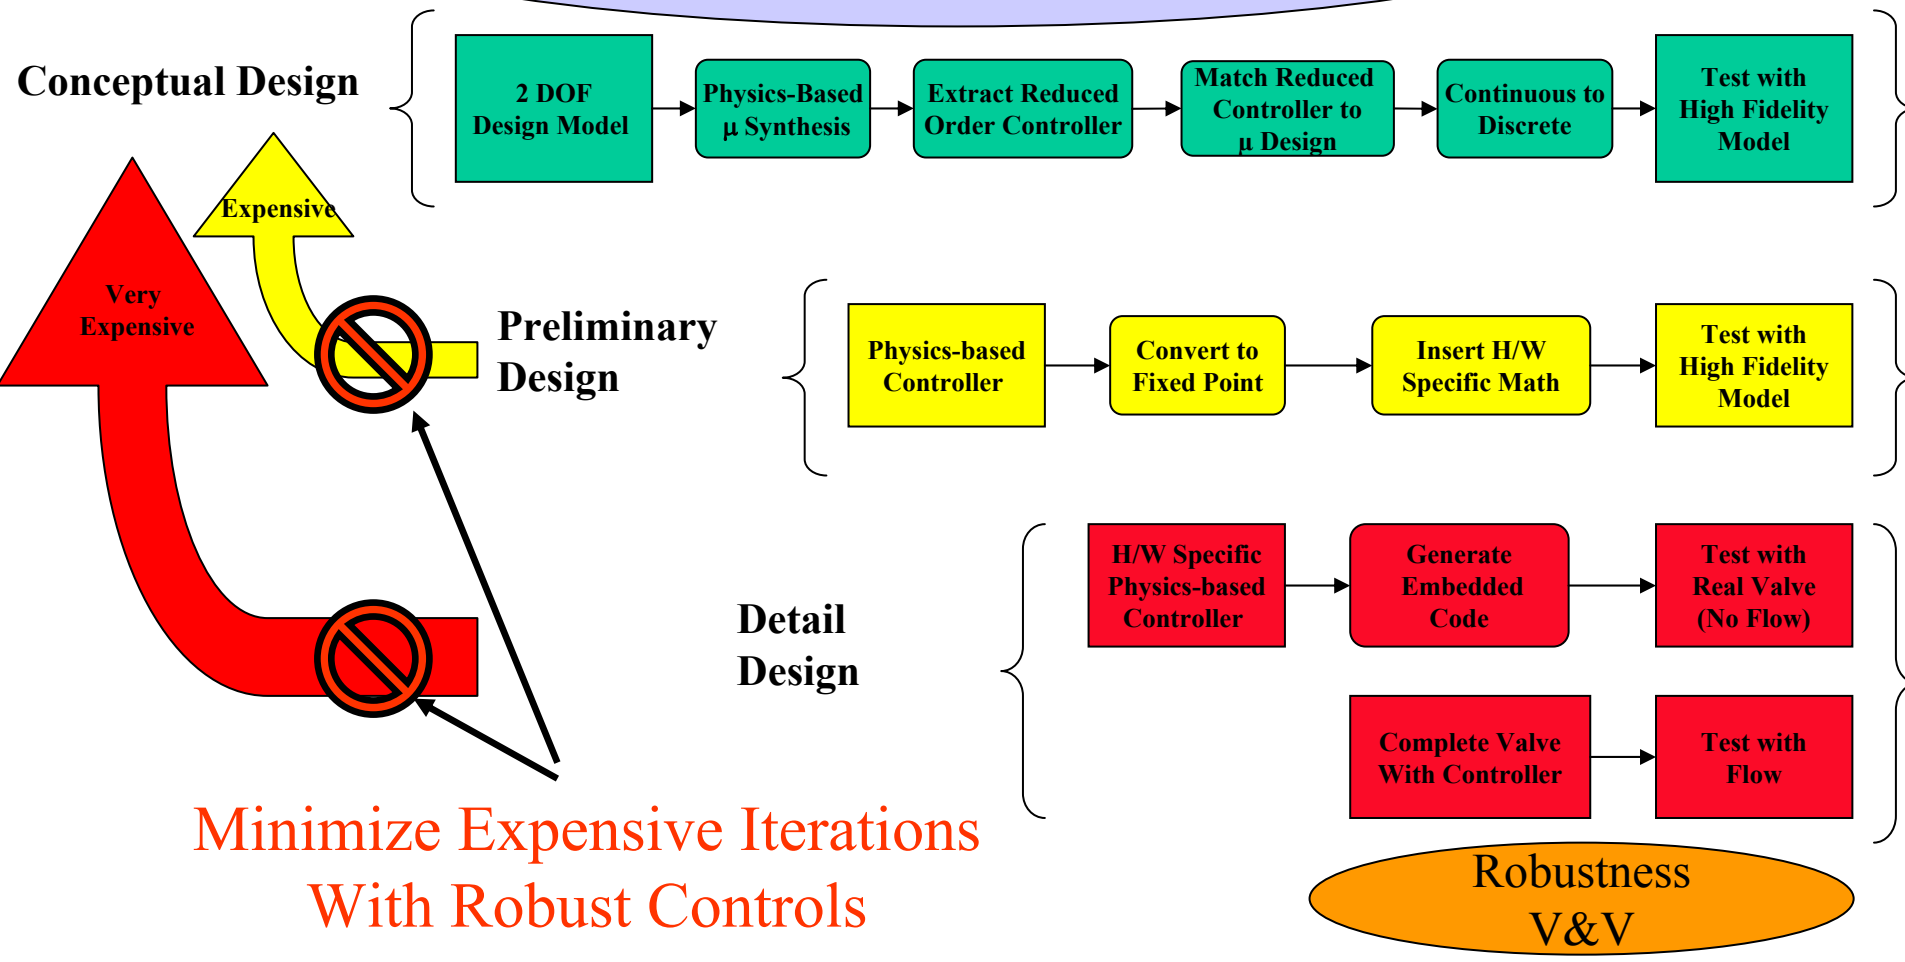 Conceptual Design
2 DOF
Design Model
Physics-Based
μ Synthesis
Extract Reduced
Order Controller
Match Reduced
Controller to
μ Design
Continuous to
Discrete
Test with
High Fidelity
Model
Expensive
Very
Expensive
Preliminary
Design
Physics-based
Controller
Convert to
Fixed Point
Insert H/W
Specific Math
Test with
High Fidelity
Model
Detail
Design
H/W Specific
Physics-based
Controller
Generate
Embedded
Code
Test with
Real Valve
(No Flow)
Complete Valve
With Controller
Test with
Flow
Minimize Expensive Iterations
With Robust Controls
Robustness
V&V